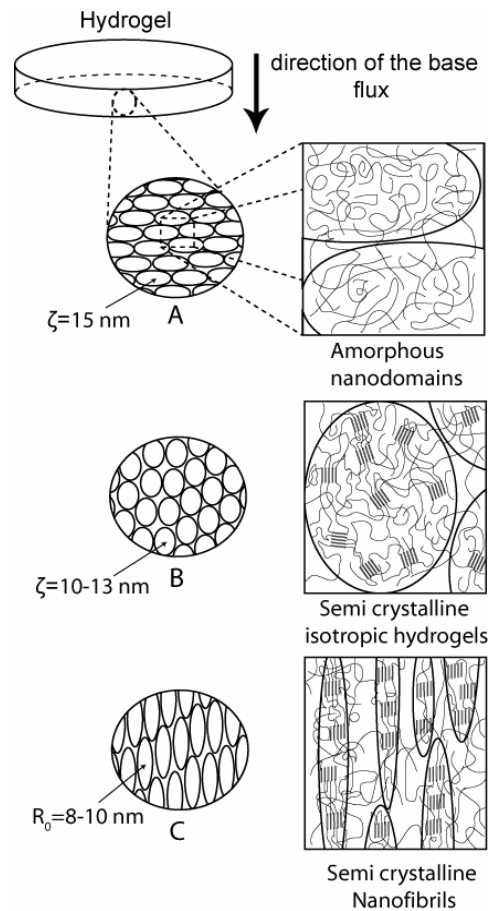 Hydrogel
direction of the base
flux
ζ=15 nm
A
Amorphous
nanodomains
ζ=10-13 nm
B
Semi crystalline
isotropic hydrogels
R₀=8-10 nm
C
Semi crystalline
Nanofibrils